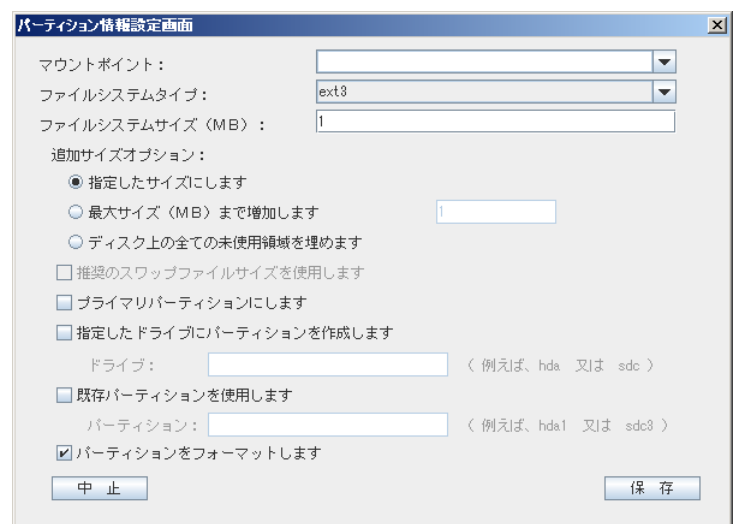 パーティション情報設定画面
マウントポイント：
ファイルシステムタイプ： ext3
ファイルシステムサイズ（MB）： 1
追加サイズオプション：
指定したサイズにします
最大サイズ（MB）まで増加します 1
ディスク上の全ての未使用領域を埋めます
推奨のスワップファイルサイズを使用します
プライマリパーティションにします
指定したドライブにパーティションを作成します
ドライブ： （ 例えば、hda 又は sdc ）
既存パーティションを使用します
パーティション： （ 例えば、hda1 又は sdc3 ）
パーティションをフォーマットします
中 止 保 存